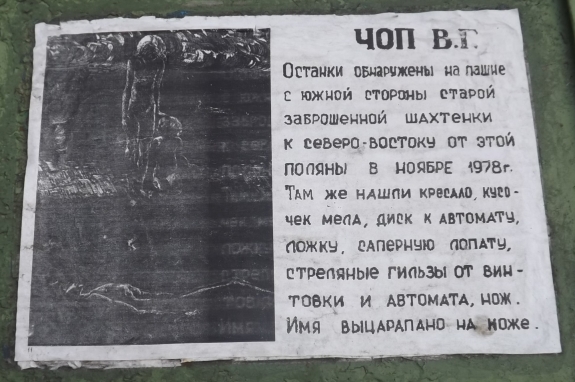 ЧОП В.Г.
Останки обнаружены на пашне
с южной стороны старой
заброшенной шахтенки
к северо-востоку от этой
поляны в ноябре 1978г.
Там же нашли кресало, кусо-
чек мела, диск к автомату,
ложку, саперную лопату,
стреляные гильзы от вин-
товки и автомата, нож.
Имя выцарапано на ноже.